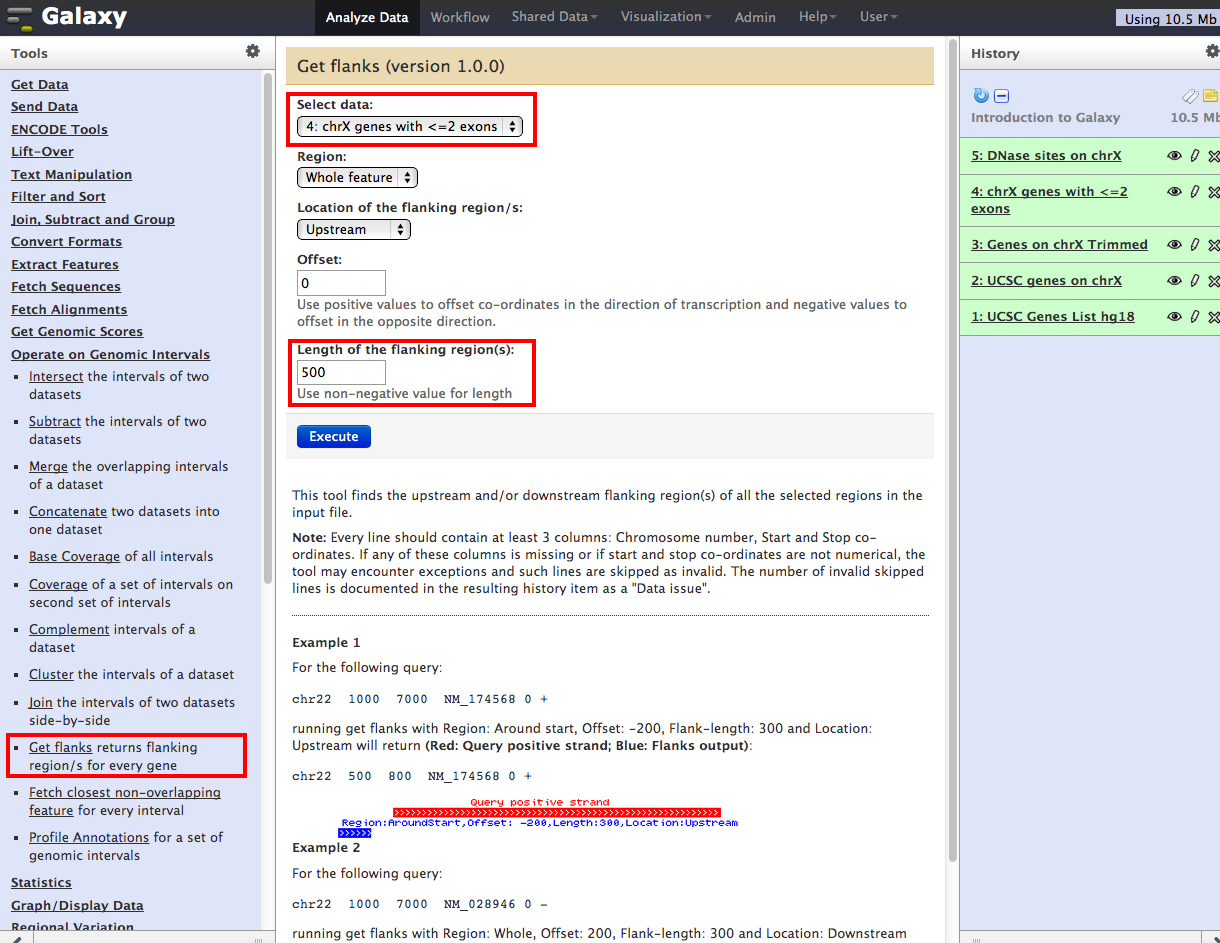 Galaxy
Analyze Data
Workflow
Shared Data
Visualization
Admin
Help
User
Using 10.5 Mb
Tools
Get Data
Send Data
ENCODE Tools
Lift-Over
Text Manipulation
Filter and Sort
Join, Subtract and Group
Convert Formats
Extract Features
Fetch Sequences
Fetch Alignments
Get Genomic Scores
Operate on Genomic Intervals
Intersect the intervals of two
datasets
Subtract the intervals of two
datasets
Merge the overlapping intervals
of a dataset
Concatenate two datasets into
one dataset
Base Coverage of all intervals
Coverage of a set of intervals on
second set of intervals
Complement intervals of a
dataset
Cluster the intervals of a dataset
Join the intervals of two datasets
side-by-side
Get flanks returns flanking
region/s for every gene
Fetch closest non-overlapping
feature for every interval
Profile Annotations for a set of
genomic intervals
Statistics
Graph/Display Data
Regional Variation
Get flanks (version 1.0.0)
Select data:
4: chrX genes with <=2 exons
Region:
Whole feature
Location of the flanking region/s:
Upstream
Offset:
0
Use positive values to offset co-ordinates in the direction of transcription and negative values to
offset in the opposite direction.
Length of the flanking region(s):
500
Use non-negative value for length
Execute
This tool finds the upstream and/or downstream flanking region(s) of all the selected regions in the
input file.
Note: Every line should contain at least 3 columns: Chromosome number, Start and Stop co-
ordinates. If any of these columns is missing or if start and stop co-ordinates are not numerical, the
tool may encounter exceptions and such lines are skipped as invalid. The number of invalid skipped
lines is documented in the resulting history item as a "Data issue".
Example 1
For the following query:
chr22 1000 7000 NM_174568 0 +
running get flanks with Region: Around start, Offset: -200, Flank-length: 300 and Location:
Upstream will return (Red: Query positive strand; Blue: Flanks output):
chr22 500 800 NM_174568 0 +
Query positive strand
Region:AroundStart,Offset: -200,Length:300,Location:Upstream
Example 2
For the following query:
chr22 1000 7000 NM_028946 0 -
running get flanks with Region: Whole, Offset: 200, Flank-length: 300 and Location: Downstream
History
Introduction to Galaxy
10.5 Mb
5: DNase sites on chrX
4: chrX genes with <=2
exons
3: Genes on chrX Trimmed
2: UCSC genes on chrX
1: UCSC Genes List hg18